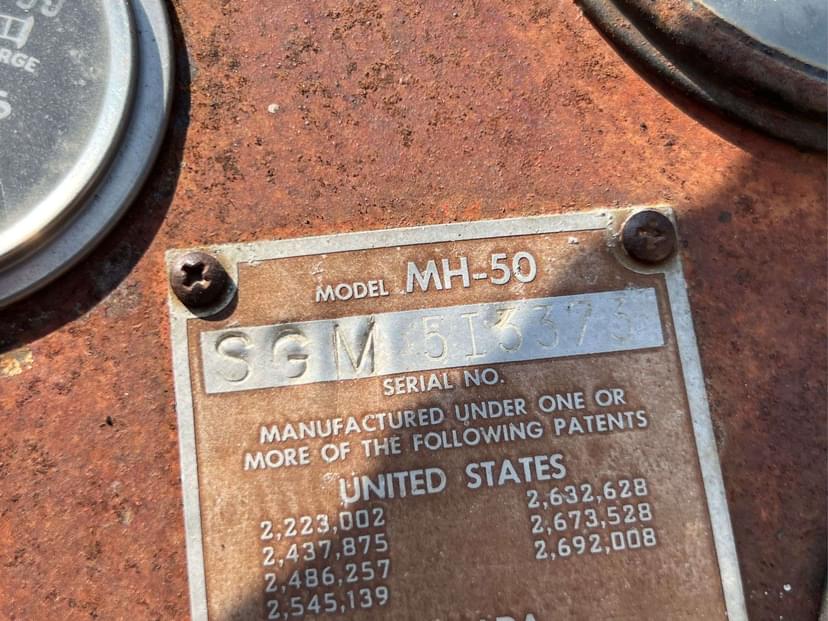 RGE
MODEL MH-50
SGM 513373
SERIAL NO.
MANUFACTURED UNDER ONE OR
MORE OF THE FOLLOWING PATENTS
UNITED STATES
2,223,002 2,632,628
2,437,875 2,673,528
2,486,257 2,692,008
2,545,139